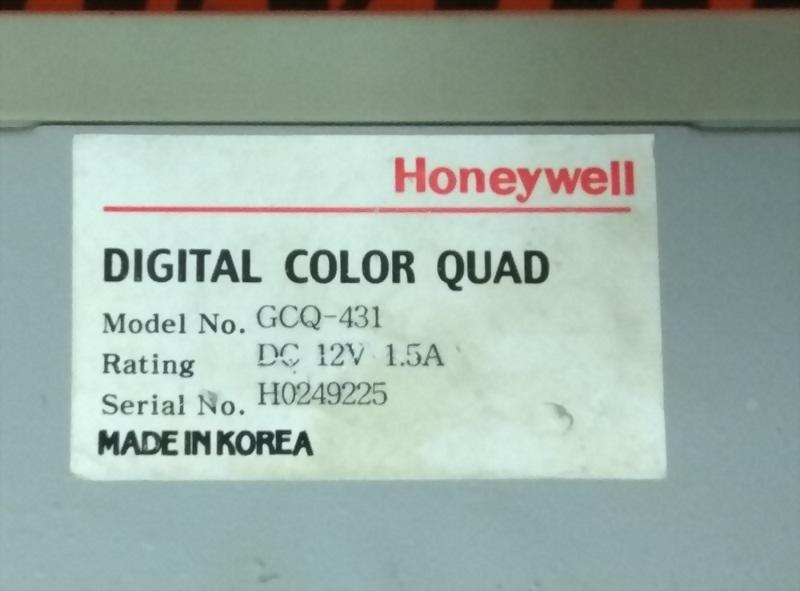 Honeywell
DIGITAL COLOR QUAD
Model No. GCQ-431
Rating DC 12V 1.5A
Serial No. H0249225
MADE IN KOREA